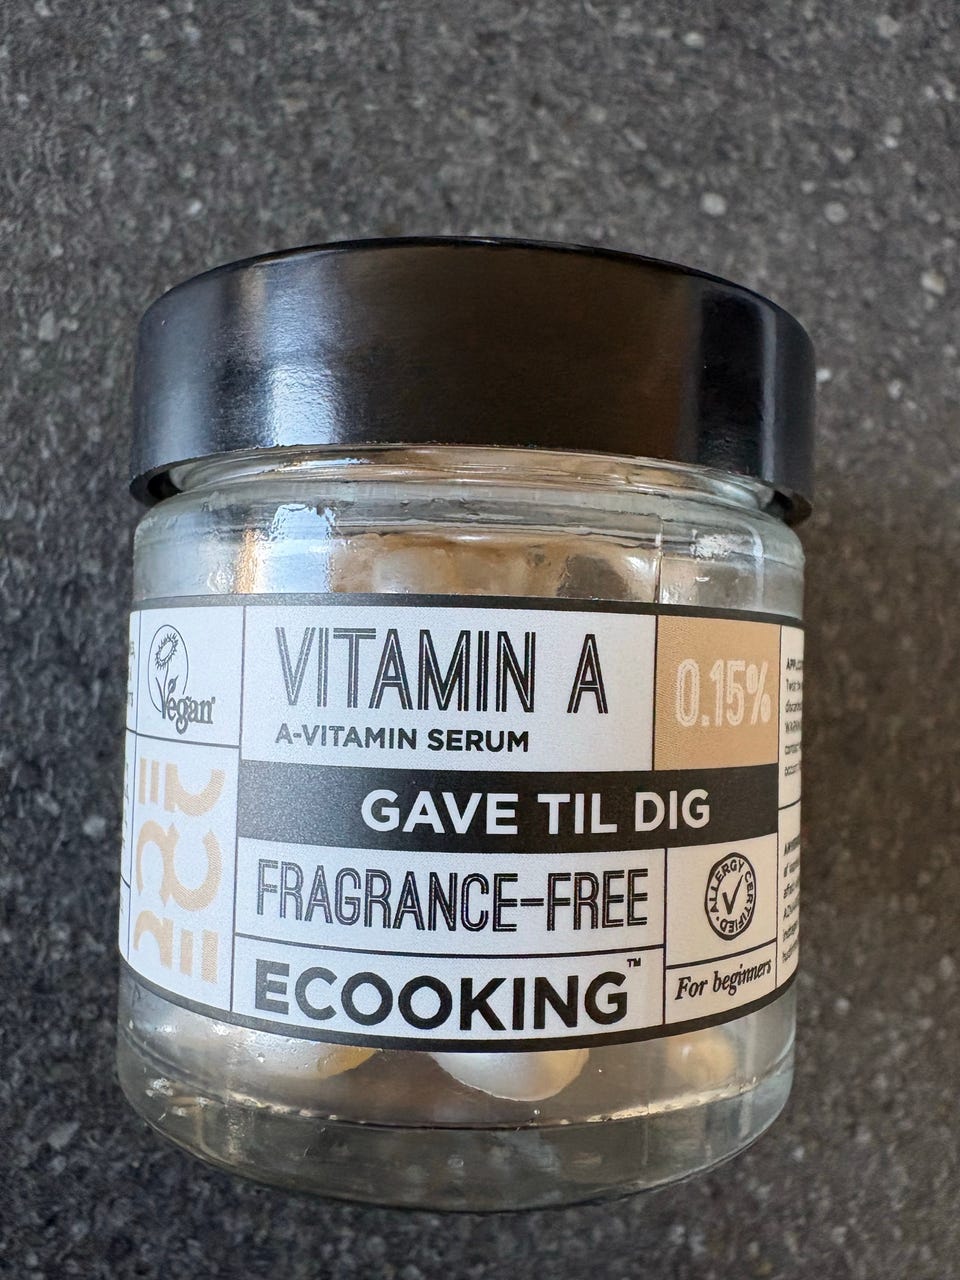 Vegan
VITAMIN A
A-VITAMIN SERUM
0.15%
GAVE TIL DIG
FRAGRANCE-FREE
ALLERGY CERTIFIED
ECOOKING™
For beginners